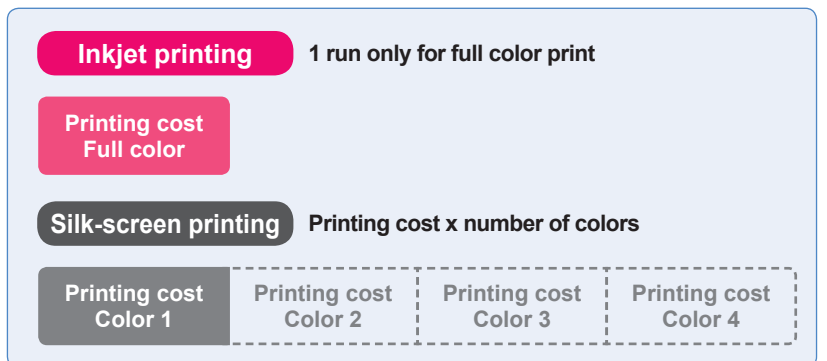 Inkjet printing 1 run only for full color print
Printing cost
Full color
Silk-screen printing Printing cost x number of colors
Printing cost Printing cost Printing cost Printing cost
Color 1 Color 2 Color 3 Color 4